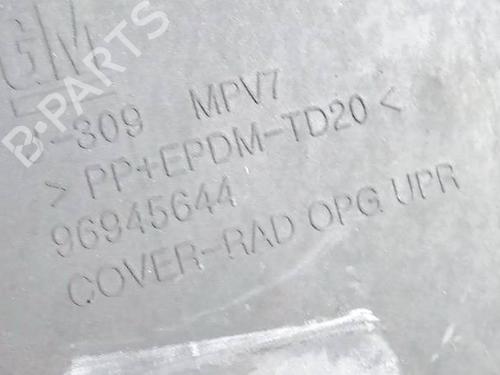 GM
-309 MPV7
>PP+EPDM-TD20<
96945644
COVER-RAD OPG UPR
B-PARTS